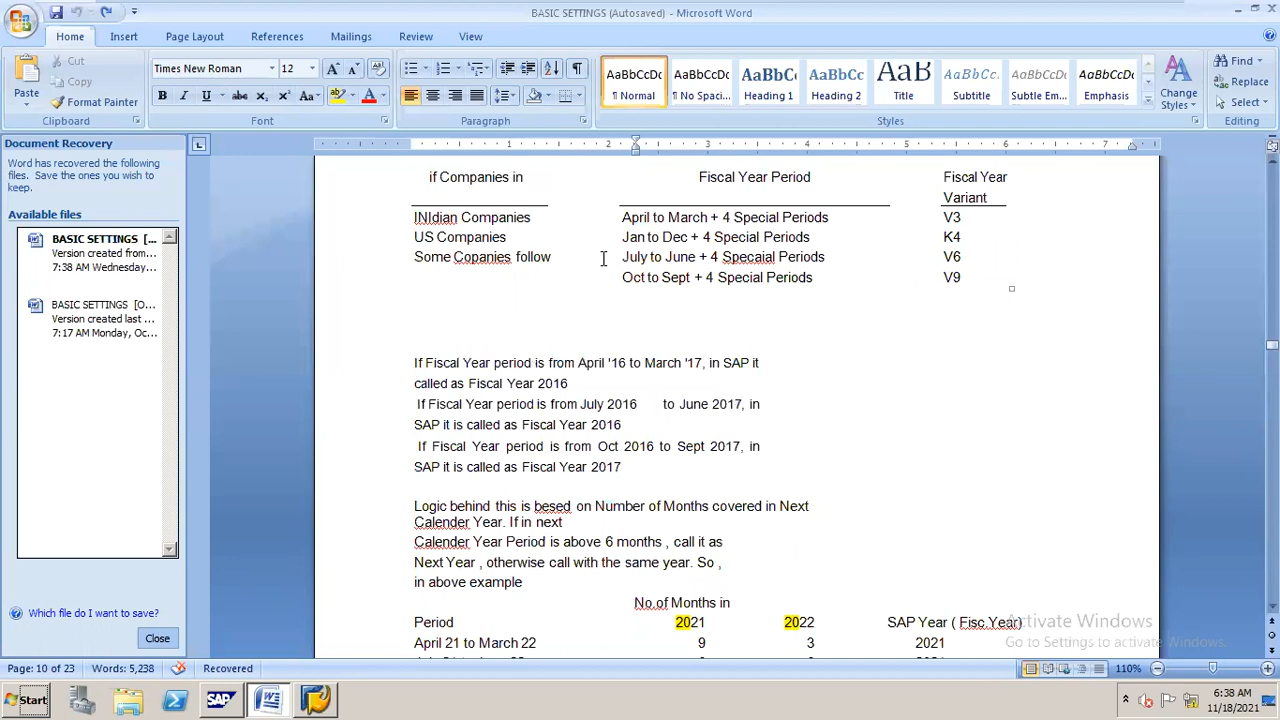 BASIC SETTINGS (Autosaved) - Microsoft Word
Home Insert Page Layout References Mailings Review View
Cut
Copy
Format Painter
Paste
Clipboard
Times New Roman 12
Font
Paragraph
AaBbCcDc AaBbCcDc AaBbC AaBbCc AaB AaBbCc. AaBbCcDc AaBbCcDc
¶ Normal ¶ No Spaci... Heading 1 Heading 2 Title Subtitle Subtle Em... Emphasis
Change Styles
Styles
Find
Replace
Select
Editing
Document Recovery
Word has recovered the following files. Save the ones you wish to keep.
Available files
BASIC SETTINGS [...
Version created from...
7:38 AM Wednesday...
BASIC SETTINGS [O...
Version created last ...
7:17 AM Monday, Oc...
Which file do I want to save?
Close
1 2 3 4 5 6 7
if Companies in Fiscal Year Period Fiscal Year
Variant
INIdian Companies April to March + 4 Special Periods V3
US Companies Jan to Dec + 4 Special Periods K4
Some Copanies follow July to June + 4 Specaial Periods V6
Oct to Sept + 4 Special Periods V9
If Fiscal Year period is from April '16 to March '17, in SAP it
called as Fiscal Year 2016
If Fiscal Year period is from July 2016 to June 2017, in
SAP it is called as Fiscal Year 2016
If Fiscal Year period is from Oct 2016 to Sept 2017, in
SAP it is called as Fiscal Year 2017
Logic behind this is besed on Number of Months covered in Next
Calender Year. If in next
Calender Year Period is above 6 months , call it as
Next Year , otherwise call with the same year. So ,
in above example
No.of Months in
Period 2021 2022 SAP Year ( Fisc.Year)
April 21 to March 22 9 3 2021
Activate Windows
Go to Settings to activate Windows.
Page: 10 of 23 Words: 5,238 Recovered 110%
Start SAP 6:38 AM
11/18/2021